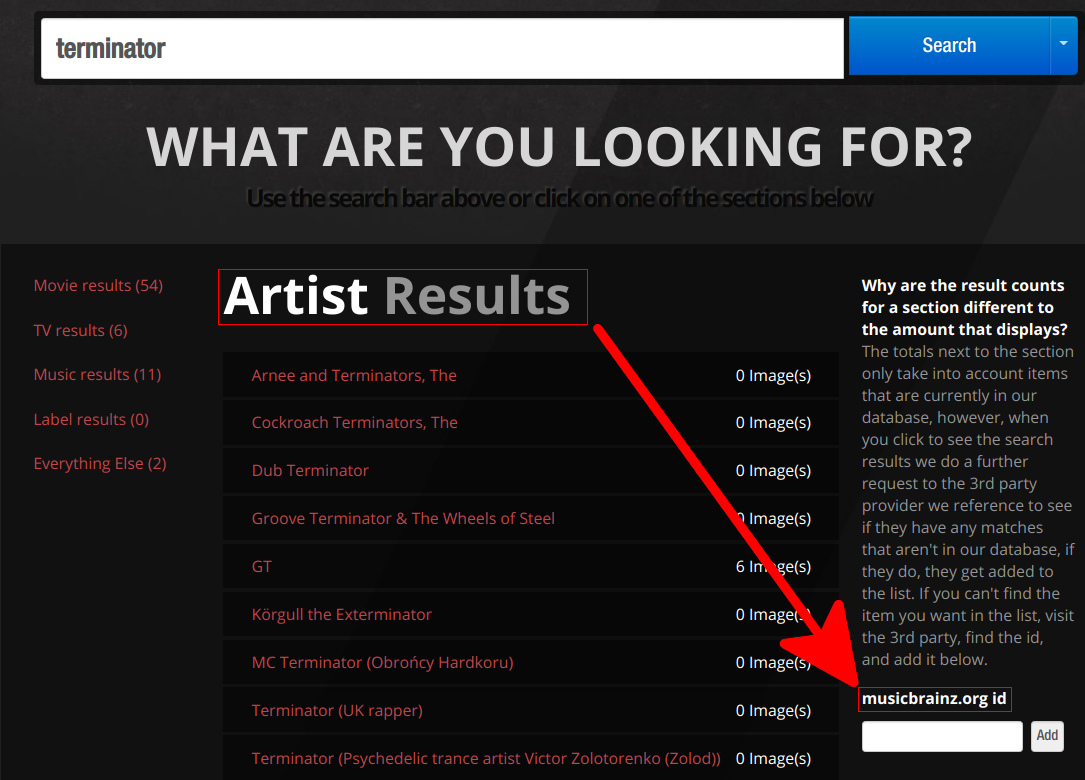 terminator
Search
WHAT ARE YOU LOOKING FOR?
Use the search bar above or click on one of the sections below
Movie results (54)
TV results (6)
Music results (11)
Label results (0)
Everything Else (2)
Artist Results
Arnee and Terminators, The 0 Image(s)
Cockroach Terminators, The 0 Image(s)
Dub Terminator 0 Image(s)
Groove Terminator & The Wheels of Steel 0 Image(s)
GT 6 Image(s)
Körgull the Exterminator 0 Image(s)
MC Terminator (Obrońcy Hardkoru) 0 Image(s)
Terminator (UK rapper) 0 Image(s)
Terminator (Psychedelic trance artist Victor Zolotorenko (Zolod)) 0 Image(s)
Why are the result counts
for a section different to
the amount that displays?
The totals next to the section
only take into account items
that are currently in our
database, however, when
you click to see the search
results we do a further
request to the 3rd party
provider we reference to see
if they have any matches
that aren't in our database, if
they do, they get added to
the list. If you can't find the
item you want in the list, visit
the 3rd party, find the id,
and add it below.
musicbrainz.org id
Add